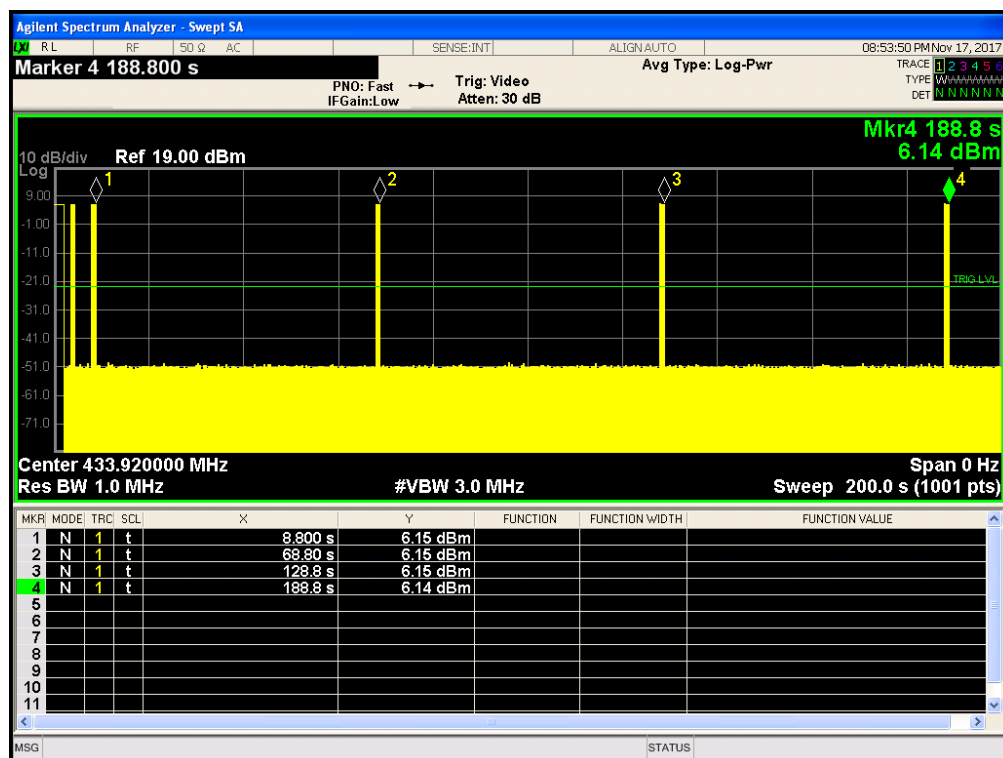 Agilent Spectrum Analyzer - Swept SA
LXI RL RF 50 Ω AC SENSE:INT ALIGN AUTO 08:53:50 PM Nov 17, 2017
Marker 4 188.800 s
Avg Type: Log-Pwr
TRACE 1 2 3 4 5 6
PNO: Fast
Trig: Video
TYPE WWWWWW
IFGain:Low
Atten: 30 dB
DET N N N N N N
Mkr4 188.8 s
10 dB/div Ref 19.00 dBm
6.14 dBm
Log
1 2 3 4
9.00
-1.00
-11.0
-21.0
TRIG LVL
-31.0
-41.0
-51.0
-61.0
-71.0
Center 433.920000 MHz Span 0 Hz
Res BW 1.0 MHz #VBW 3.0 MHz Sweep 200.0 s (1001 pts)
MKR MODE TRC SCL X Y FUNCTION FUNCTION WIDTH FUNCTION VALUE
1 N 1 t 8.800 s 6.15 dBm
2 N 1 t 68.80 s 6.15 dBm
3 N 1 t 128.8 s 6.15 dBm
4 N 1 t 188.8 s 6.14 dBm
5
6
7
8
9
10
11
MSG STATUS